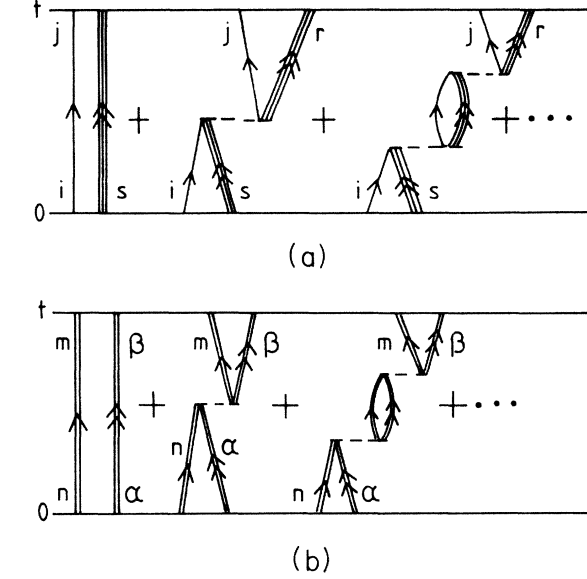 t
j j r j r
+ + + • • •
i s i s i s
0
(a)
t
m β m β m β
+ + + • • •
n α
n α n α
0
(b)